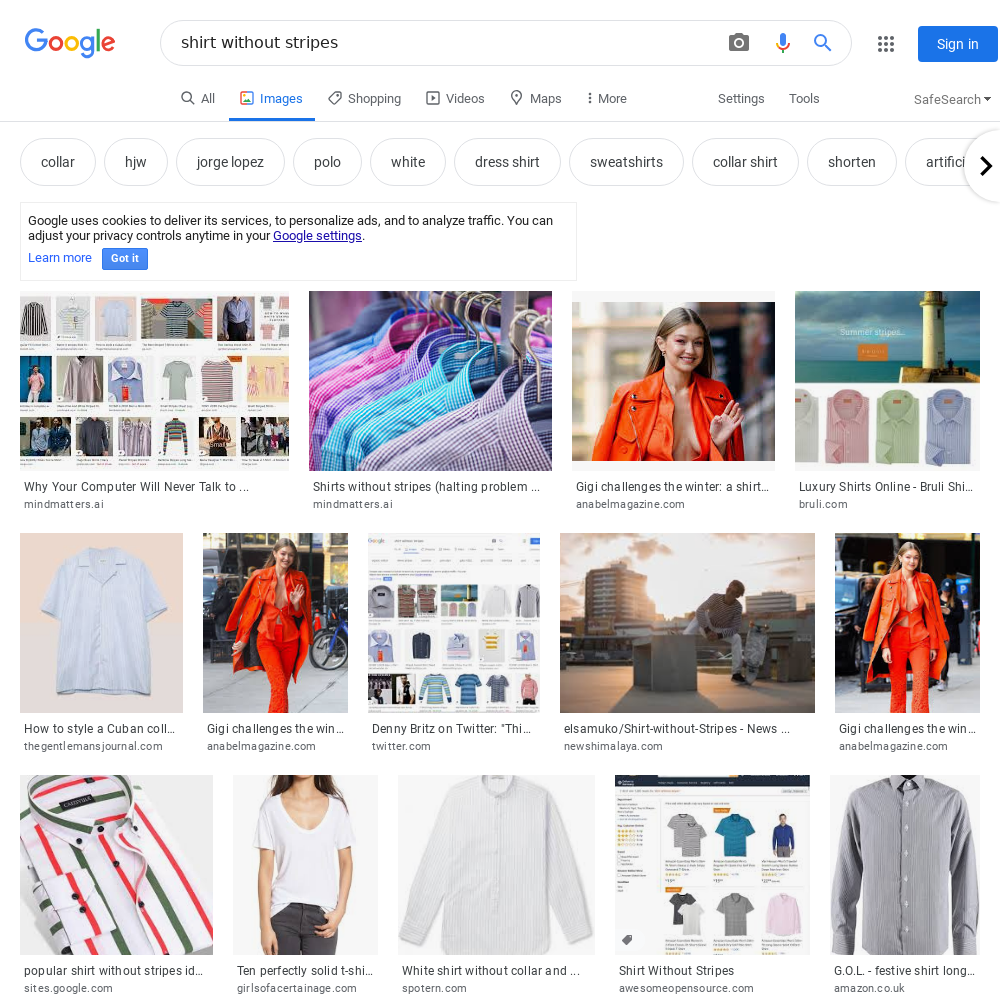 Google
shirt without stripes
Sign in
All
Images
Shopping
Videos
Maps
More
Settings
Tools
SafeSearch
collar
hjw
jorge lopez
polo
white
dress shirt
sweatshirts
collar shirt
shorten
Google uses cookies to deliver its services, to personalize ads, and to analyze traffic. You can
adjust your privacy controls anytime in your Google settings.
Learn more
Got it
Summer stripes..
Why Your Computer Will Never Talk to ...
mindmatters.ai
Shirts without stripes (halting problem ...
mindmatters.ai
Gigi challenges the winter: a shirt...
anabelmagazine.com
Luxury Shirts Online - Bruli Shi...
bruli.com
How to style a Cuban coll...
thegentlemansjournal.com
Gigi challenges the win...
anabelmagazine.com
Denny Britz on Twitter: "Thi...
twitter.com
elsamuko/Shirt-without-Stripes - News ...
newshimalaya.com
Gigi challenges the win...
anabelmagazine.com
popular shirt without stripes id...
sites.google.com
Ten perfectly solid t-shi...
girlsofacertainage.com
White shirt without collar and ...
spotern.com
Shirt Without Stripes
awesomeopensource.com
G.O.L. - festive shirt long...
amazon.co.uk